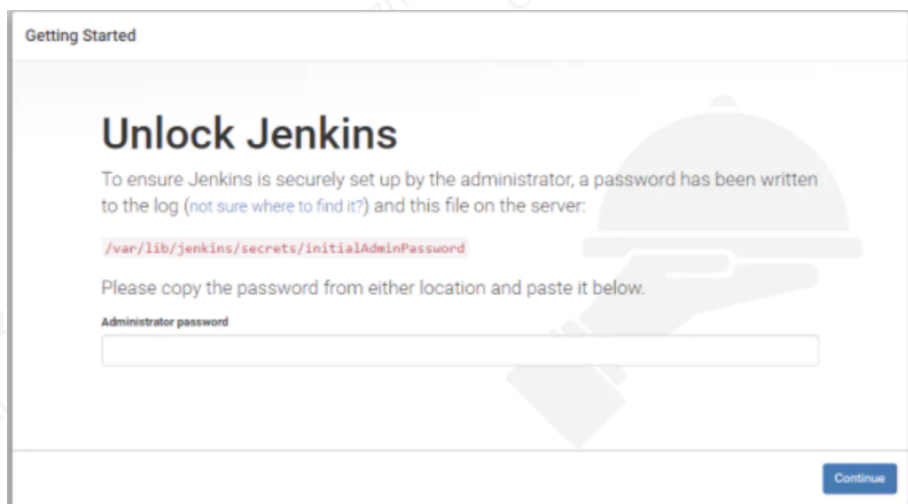 Getting Started
Unlock Jenkins
To ensure Jenkins is securely set up by the administrator, a password has been written
to the log (not sure where to find it?) and this file on the server:
/var/lib/jenkins/secrets/initialAdminPassword
Please copy the password from either location and paste it below.
Administrator password
Continue